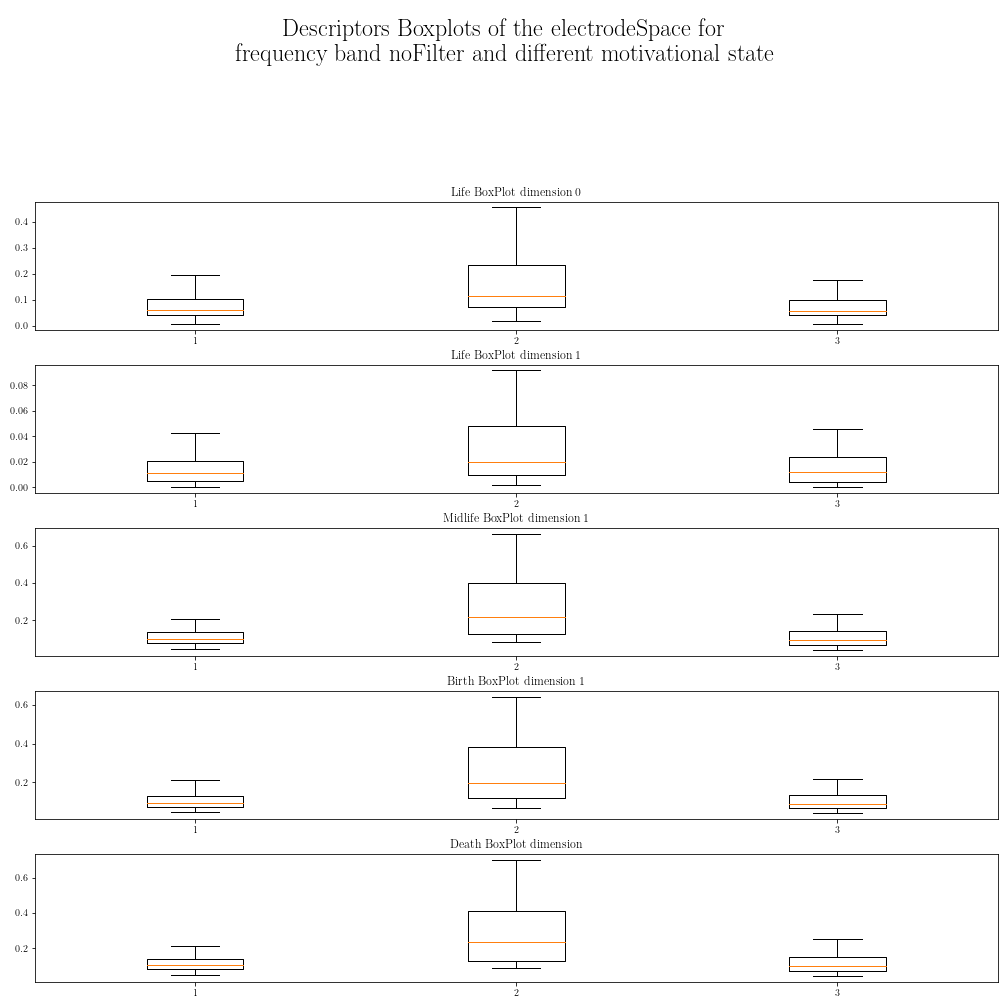 Descriptors Boxplots of the electrodeSpace for
frequency band noFilter and different motivational state
Life BoxPlot dimension 0
0.4
0.3
0.2
0.1
0.0
1 2 3
Life BoxPlot dimension 1
0.08
0.06
0.04
0.02
0.00
1 2 3
Midlife BoxPlot dimension 1
0.6
0.4
0.2
1 2 3
Birth BoxPlot dimension 1
0.6
0.4
0.2
1 2 3
Death BoxPlot dimension
0.6
0.4
0.2
1 2 3